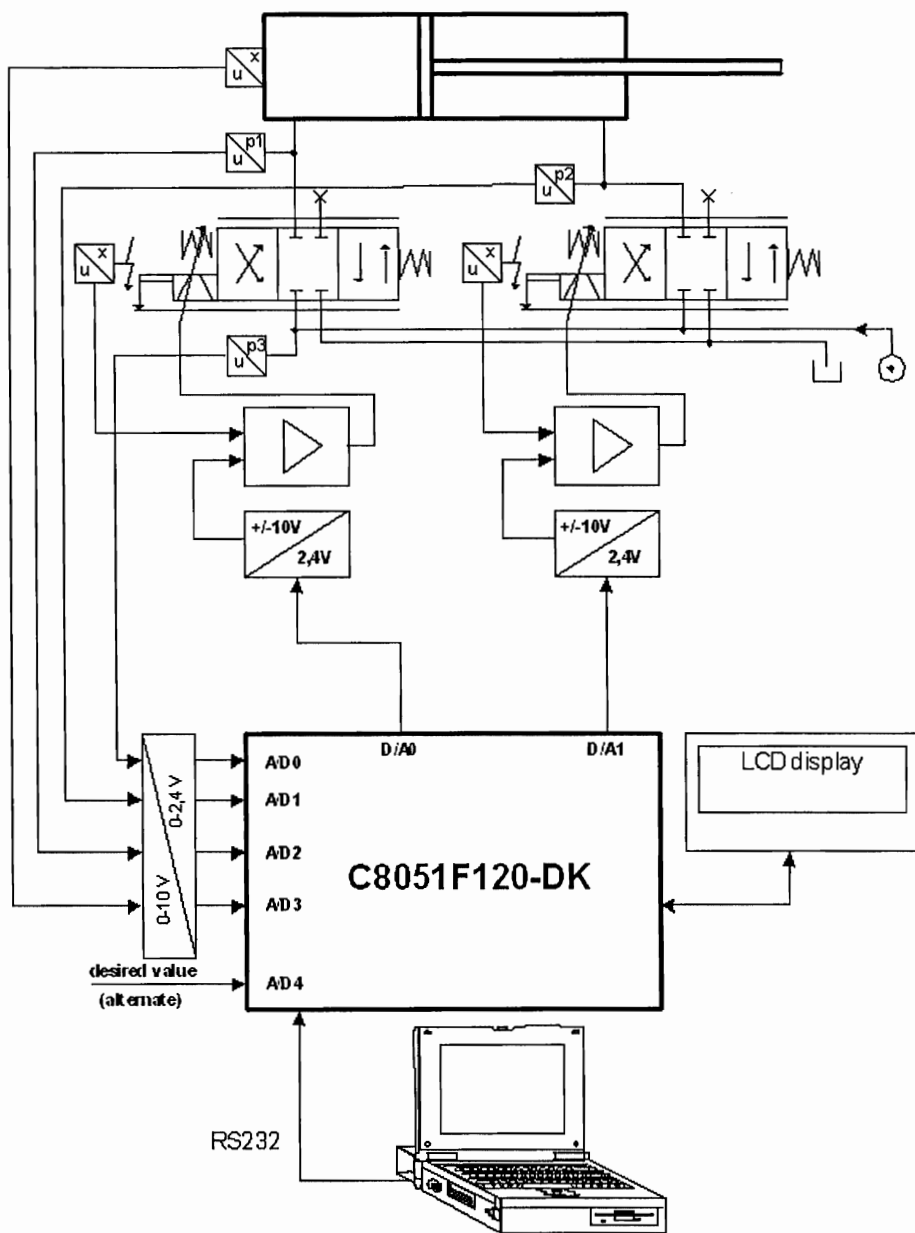 x
u
p1
u
p2
u
x
u
x
u
p3
u
+/-10V
2,4V
+/-10V
2,4V
D/A0
D/A1
LCD display
A/D0
A/D1
A/D2
A/D3
A/D4
0-2,4 V
0-10 V
C8051F120-DK
desired value
(alternate)
RS232